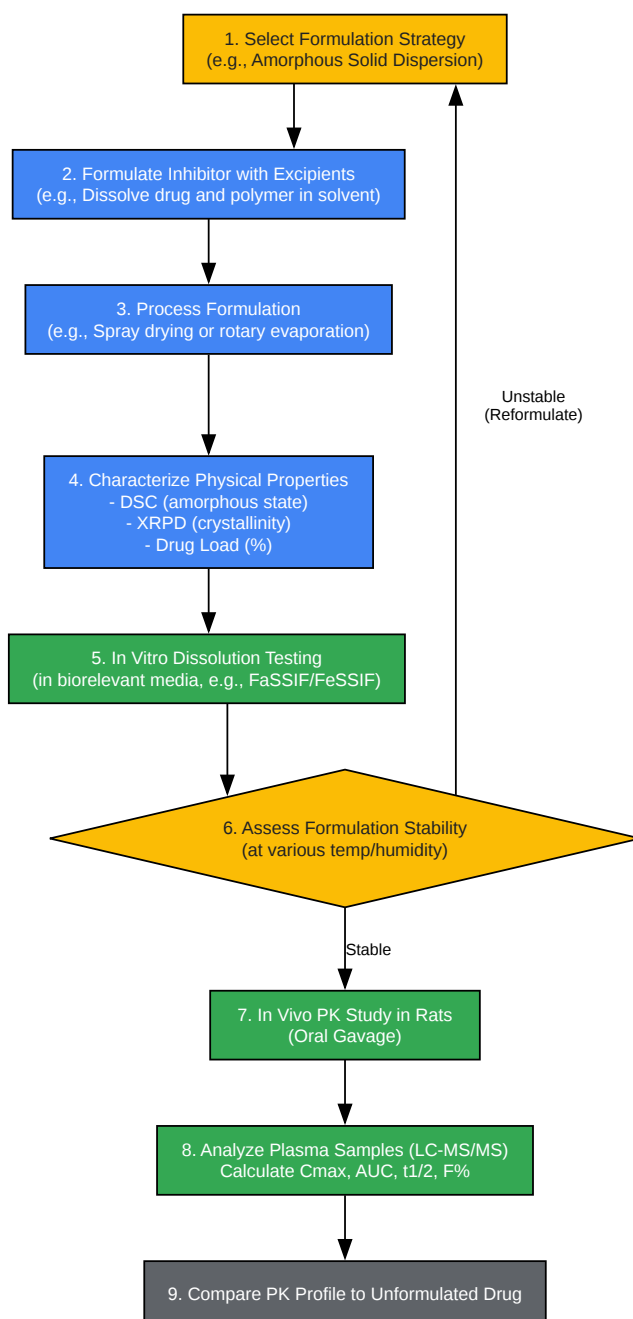 1. Select Formulation Strategy
(e.g., Amorphous Solid Dispersion)
2. Formulate Inhibitor with Excipients
(e.g., Dissolve drug and polymer in solvent)
3. Process Formulation
(e.g., Spray drying or rotary evaporation)
Unstable
(Reformulate)
4. Characterize Physical Properties
- DSC (amorphous state)
- XRPD (crystallinity)
- Drug Load (%)
5. In Vitro Dissolution Testing
(in biorelevant media, e.g., FaSSIF/FeSSIF)
6. Assess Formulation Stability
(at various temp/humidity)
Stable
7. In Vivo PK Study in Rats
(Oral Gavage)
8. Analyze Plasma Samples (LC-MS/MS)
Calculate Cmax, AUC, t1/2, F%
9. Compare PK Profile to Unformulated Drug